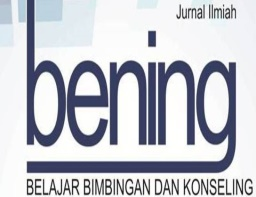 Jurnal Ilmiah
bening
BELAJAR BIMBINGAN DAN KONSELING